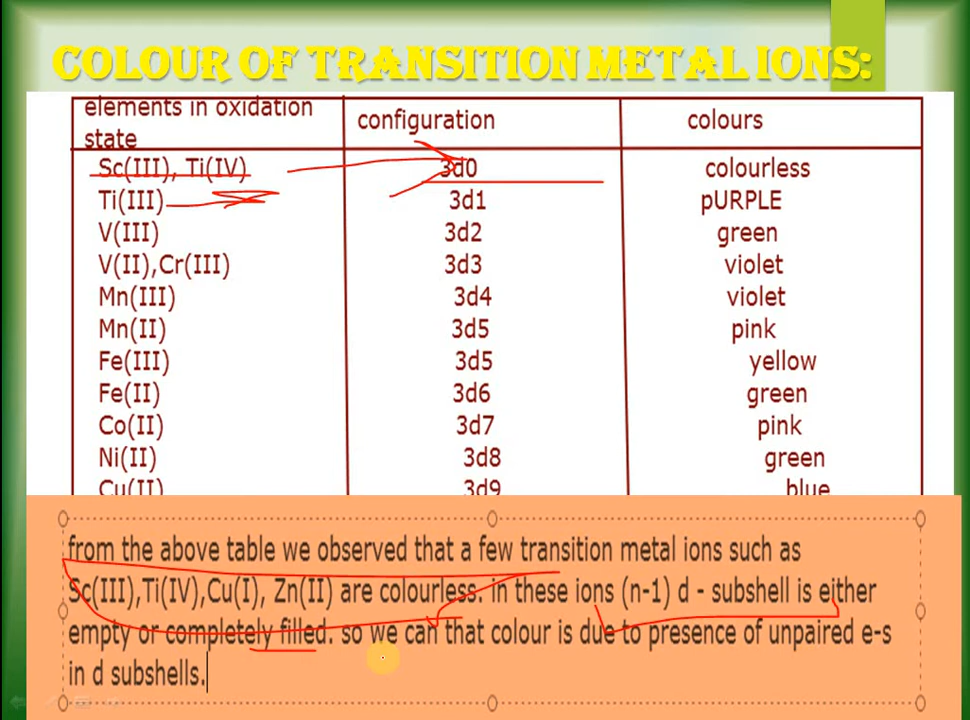 COLOUR OF TRANSITION METAL IONS:
elements in oxidation state configuration colours
Sc(III), Ti(IV) 3d0 colourless
Ti(III) 3d1 pURPLE
V(III) 3d2 green
V(II),Cr(III) 3d3 violet
Mn(III) 3d4 violet
Mn(II) 3d5 pink
Fe(III) 3d5 yellow
Fe(II) 3d6 green
Co(II) 3d7 pink
Ni(II) 3d8 green
Cu(II) 3d9 blue
from the above table we observed that a few transition metal ions such as
Sc(III),Ti(IV),Cu(I), Zn(II) are colourless. in these ions (n-1) d - subshell is either
empty or completely filled. so we can that colour is due to presence of unpaired e-s
in d subshells.